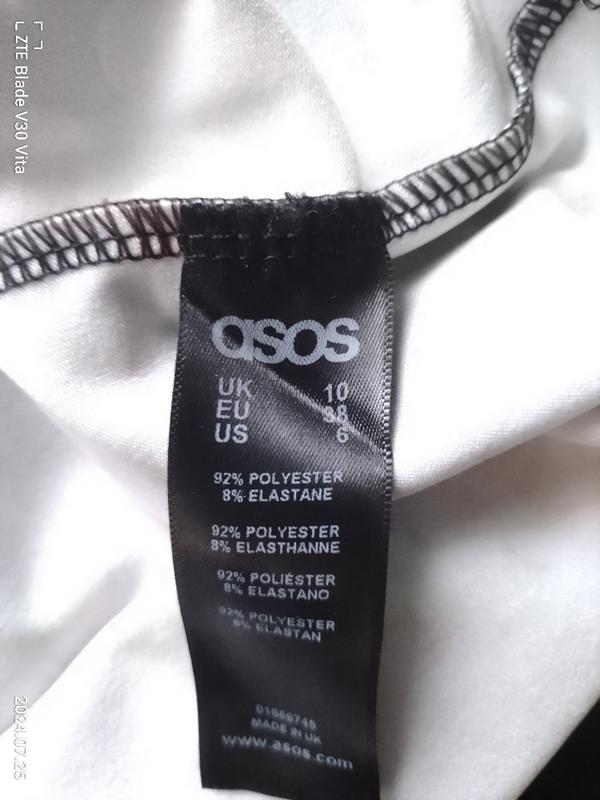 ZTE Blade V30 Vita
asos
UK 10
EU 38
US 6
92% POLYESTER
8% ELASTANE
92% POLYESTER
8% ELASTHANNE
92% POLIÉSTER
8% ELASTANO
92% POLYESTER
8% ELASTAN
MADE IN UK
www.asos.com
2024.07.25